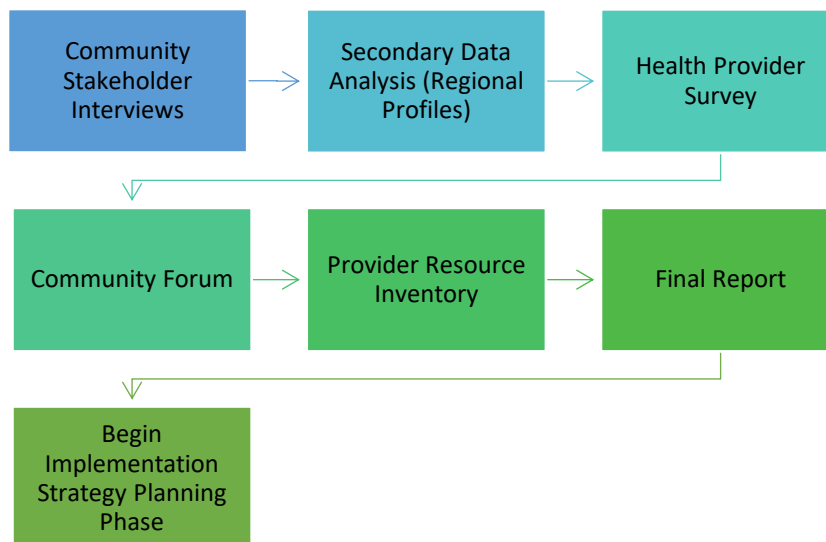 Community
Stakeholder
Interviews
Secondary Data
Analysis (Regional
Profiles)
Health Provider
Survey
Community Forum
Provider Resource
Inventory
Final Report
Begin
Implementation
Strategy Planning
Phase